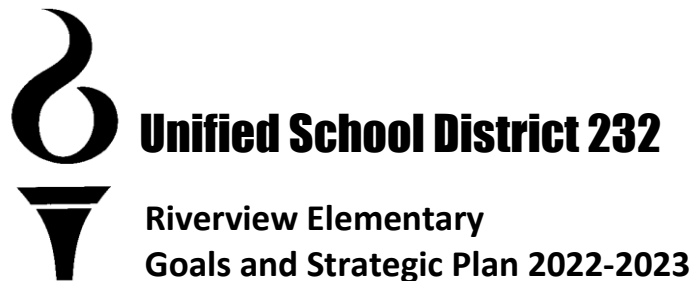 Unified School District 232
Riverview Elementary
Goals and Strategic Plan 2022-2023